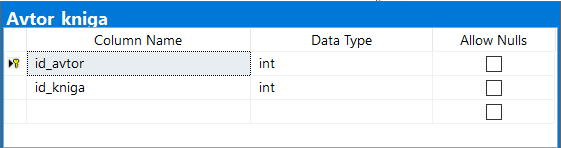 Avtor kniga
Column Name Data Type Allow Nulls
id_avtor int
id_kniga int